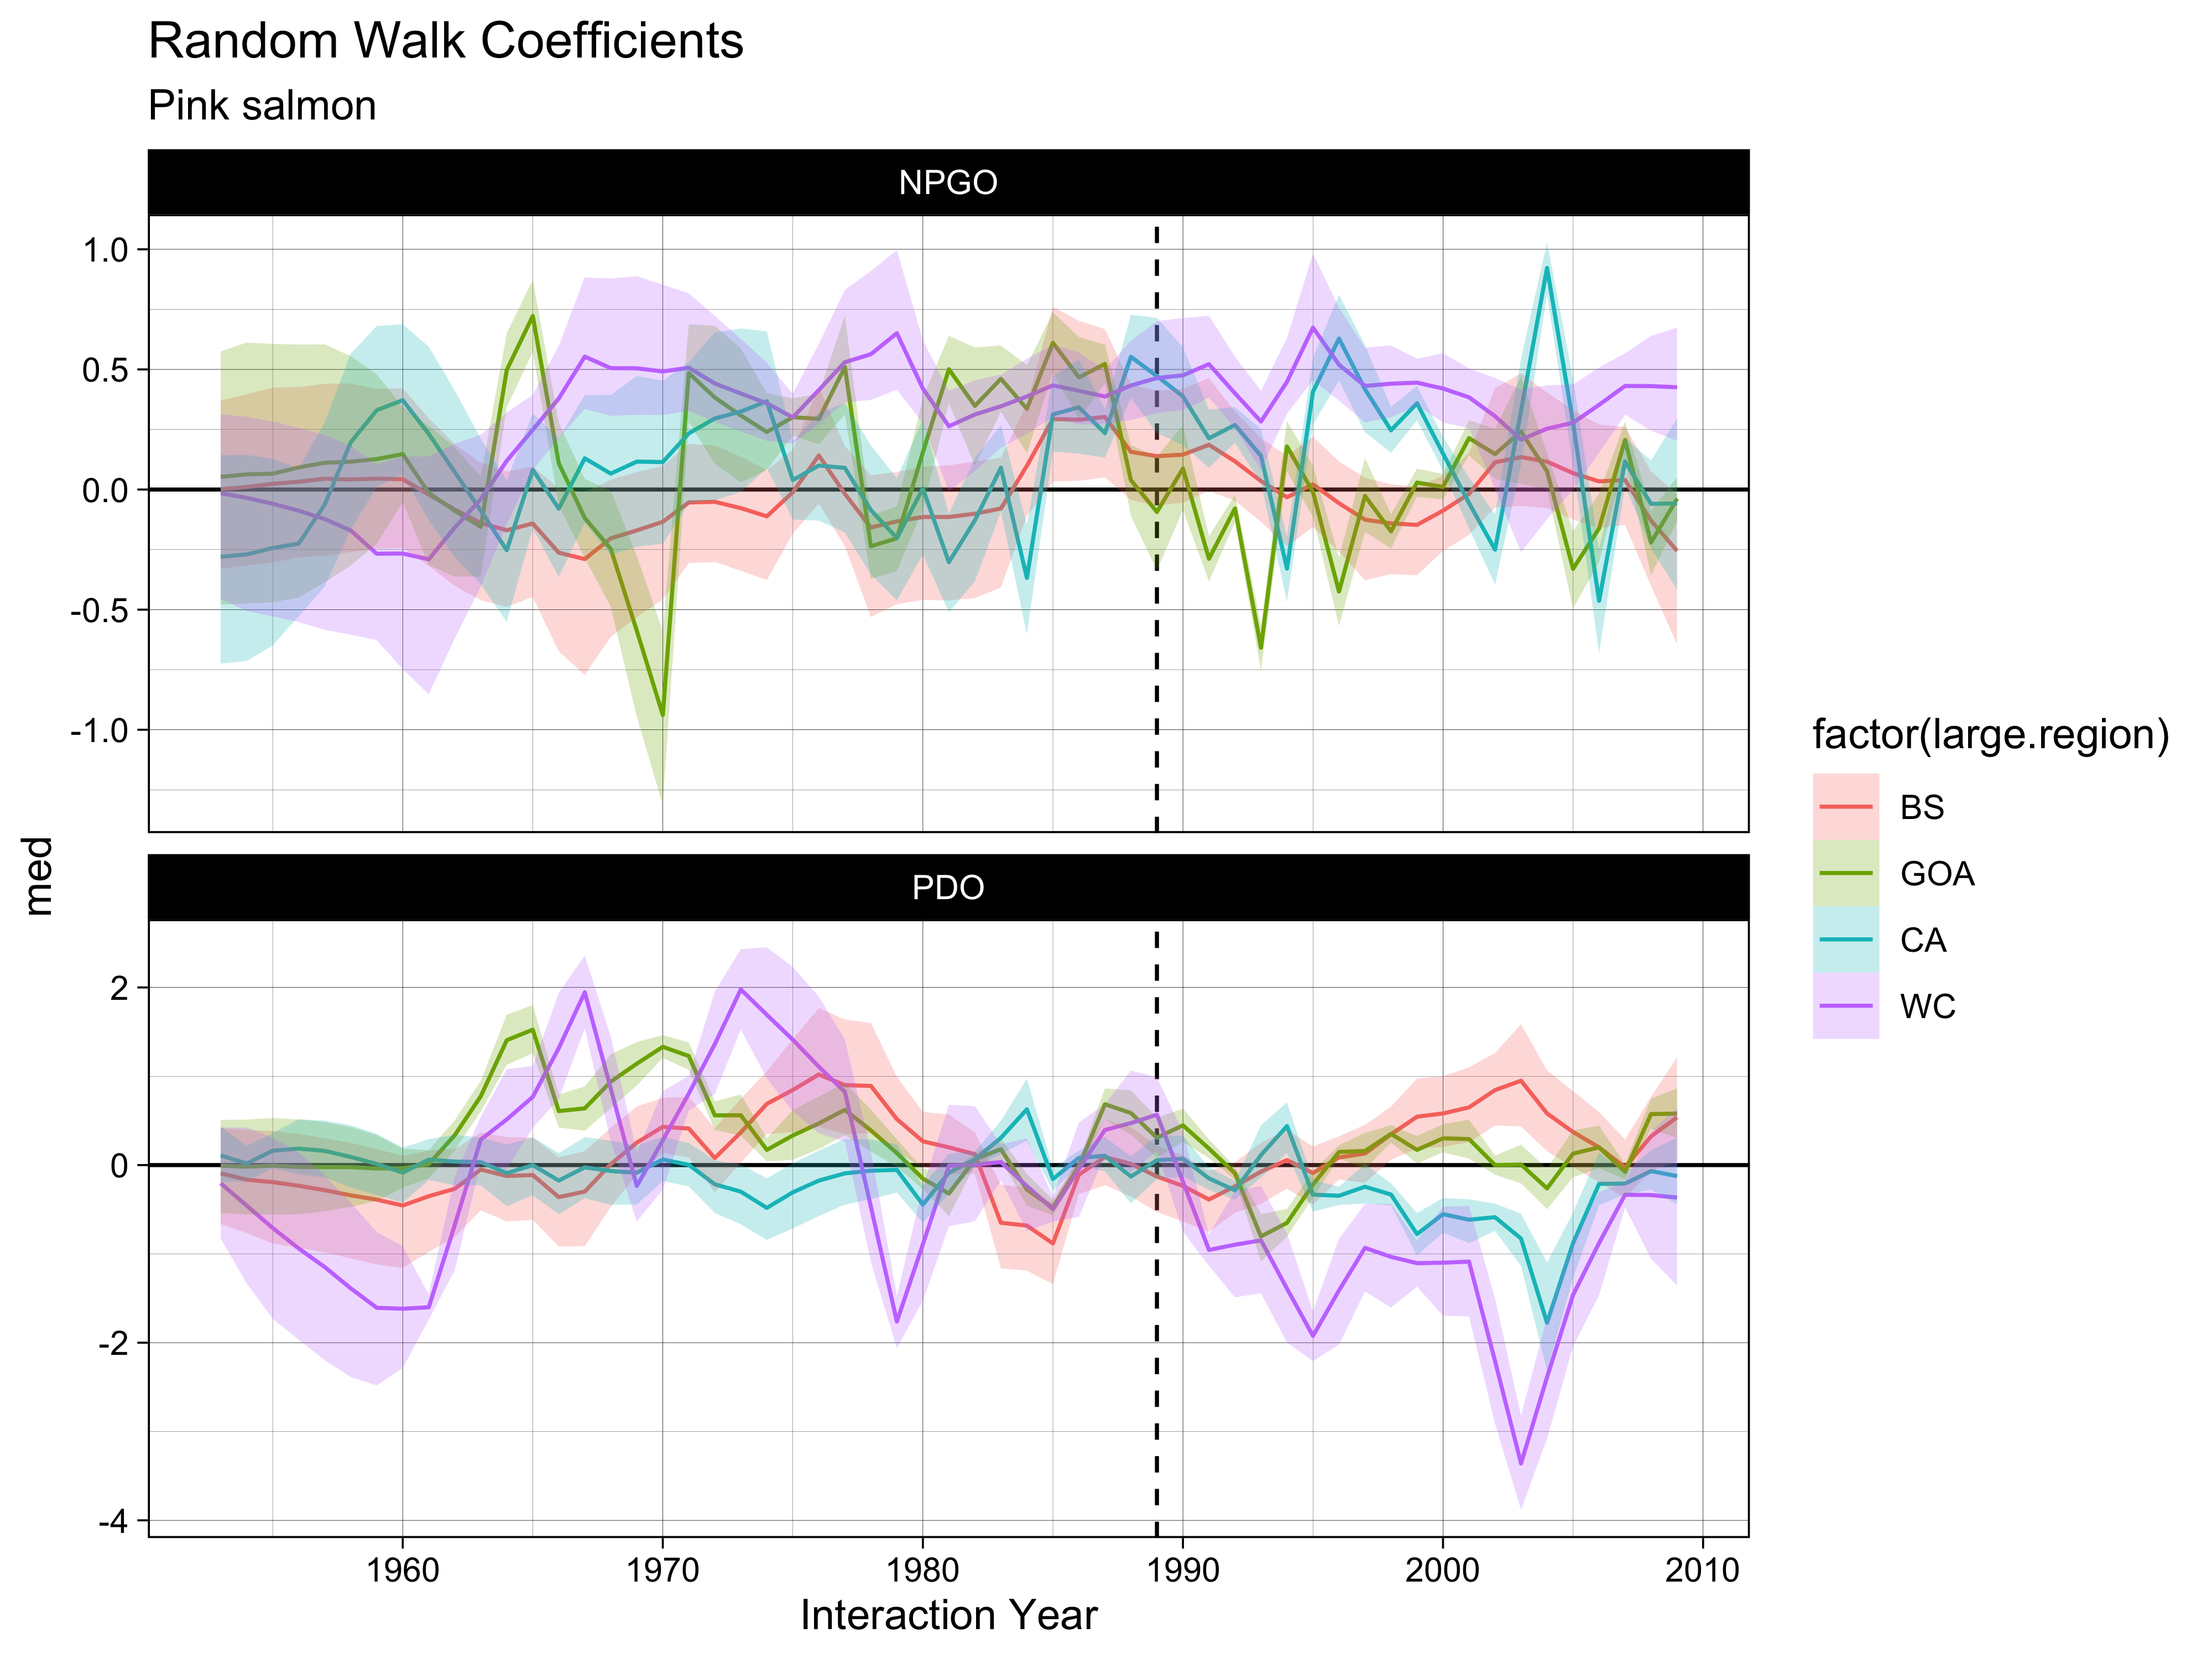 Random Walk Coefficients
Pink salmon
NPGO
1.0
0.5
0.0
-0.5
-1.0
med
PDO
2
0
-2
-4
1960 1970 1980 1990 2000 2010
Interaction Year
factor(large.region)
BS
GOA
CA
WC